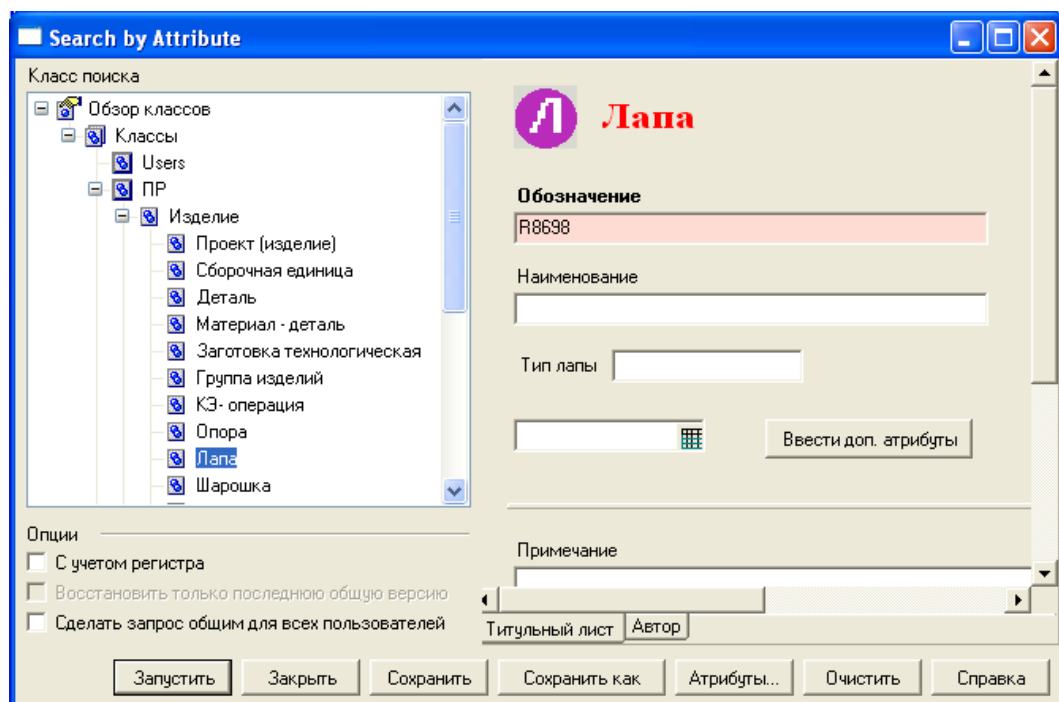 Search by Attribute
Класс поиска
Обзор классов
Классы
Users
ПР
Изделие
Проект (изделие)
Сборочная единица
Деталь
Материал - деталь
Заготовка технологическая
Группа изделий
КЭ- операция
Опора
Лапа
Шарошка
Опции
С учетом регистра
Восстановить только последнюю общую версию
Сделать запрос общим для всех пользователей
Л Лапа
Обозначение
R8698
Наименование
Тип лапы
Ввести доп. атрибуты
Примечание
Титульный лист Автор
Запустить Закрыть Сохранить Сохранить как Атрибуты... Очистить Справка